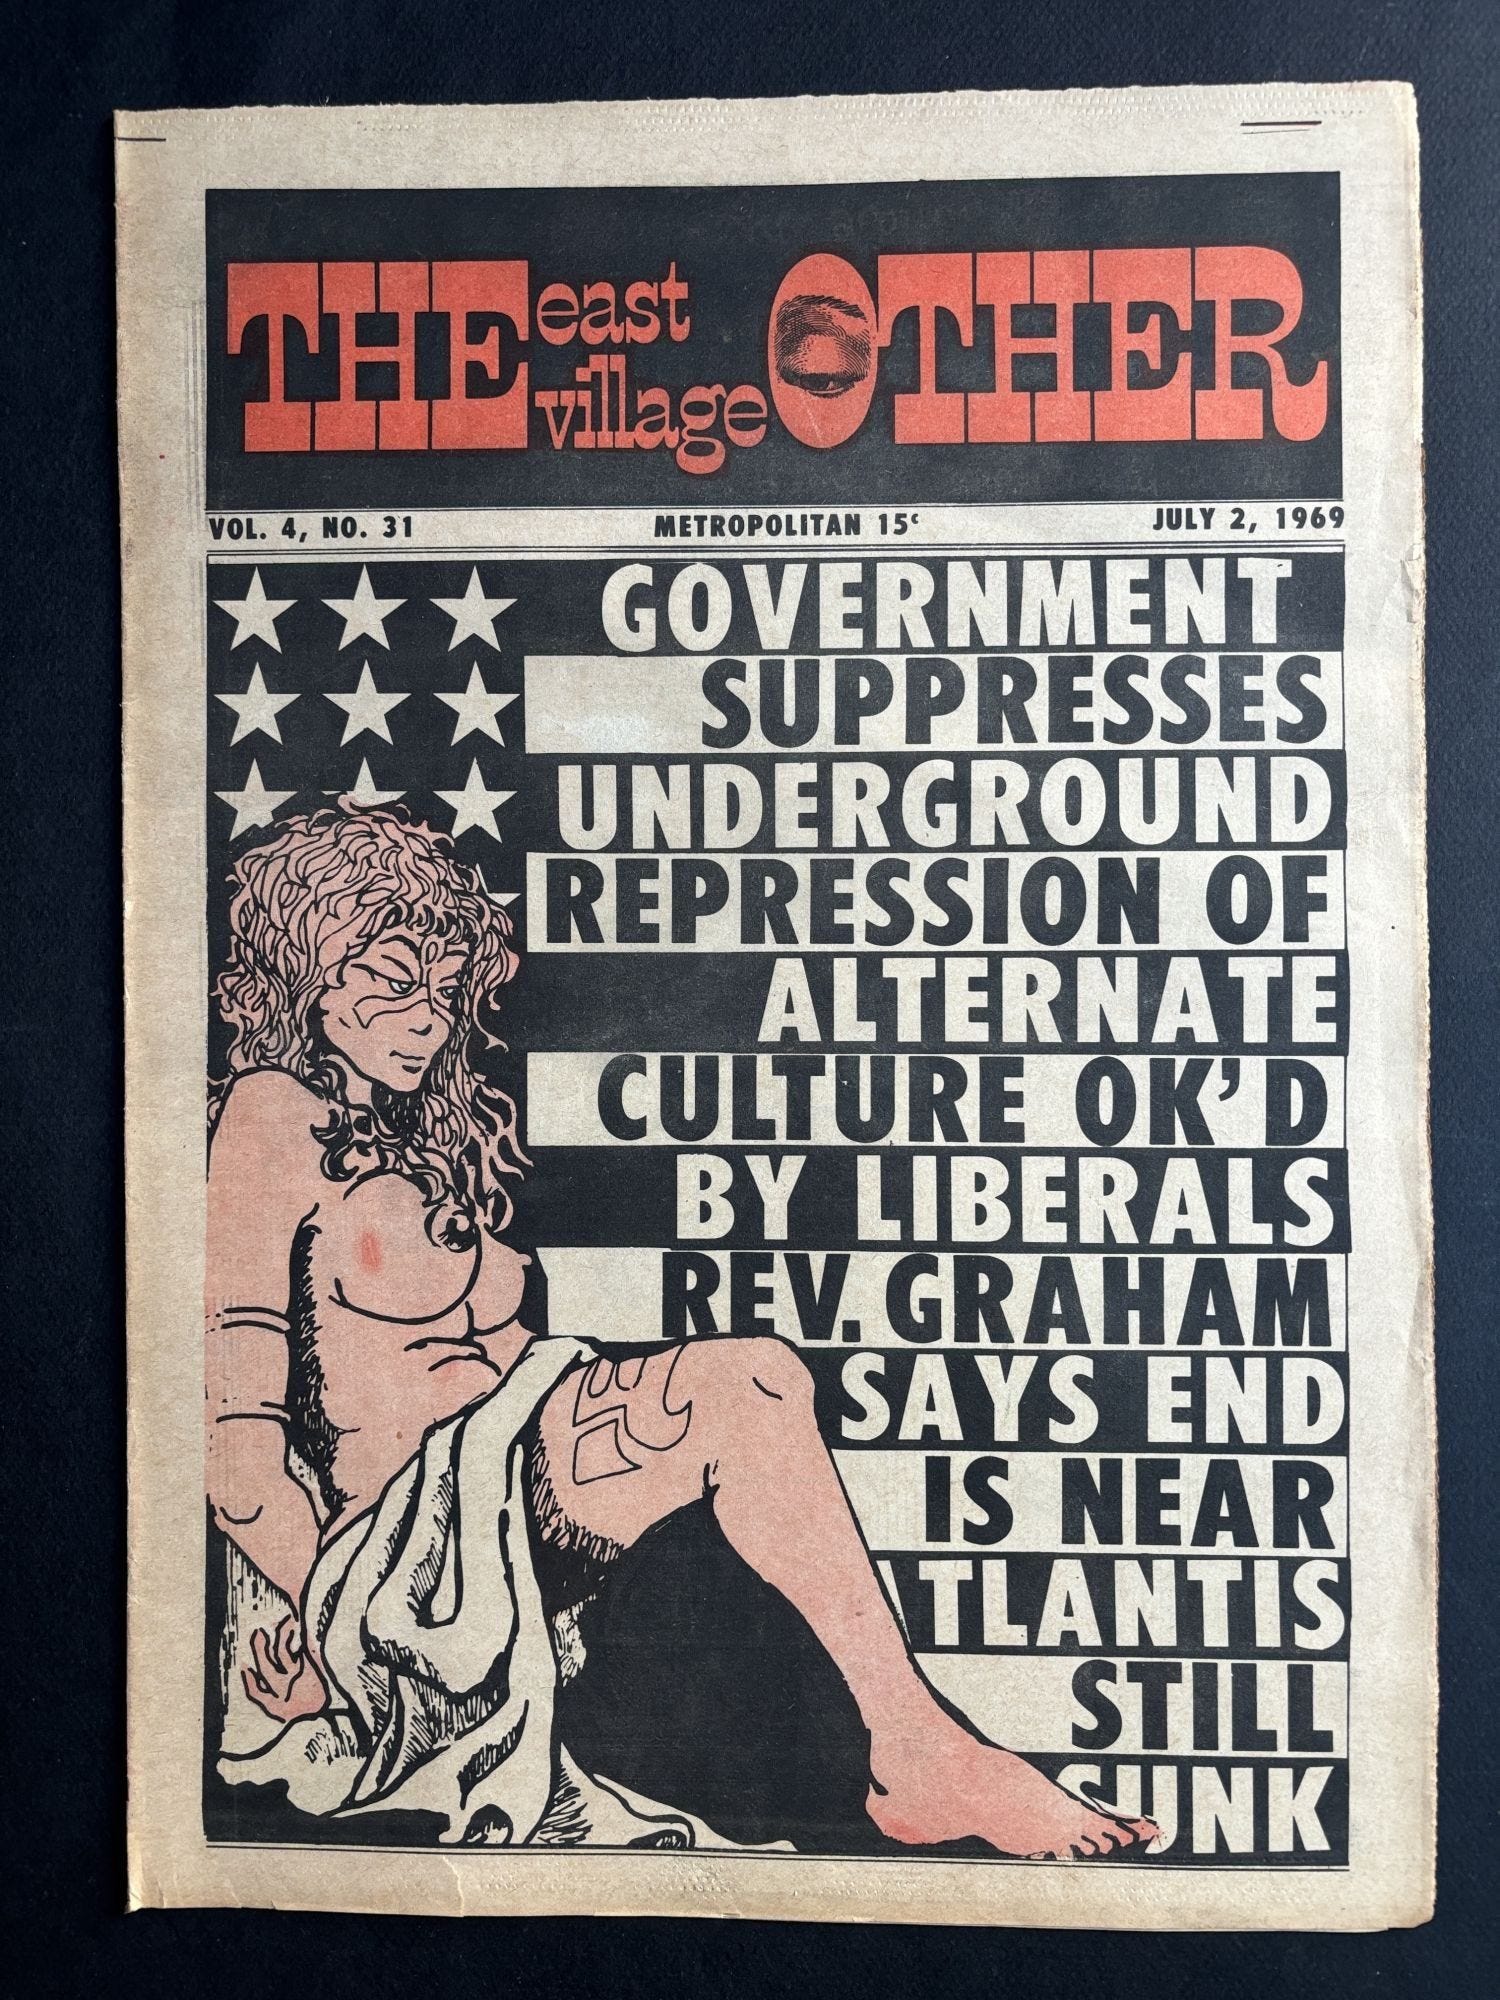 THE east village OTHER
VOL. 4, NO. 31 METROPOLITAN 15¢ JULY 2, 1969
GOVERNMENT
SUPPRESSES
UNDERGROUND
REPRESSION OF
ALTERNATE
CULTURE OK'D
BY LIBERALS
REV. GRAHAM
SAYS END
IS NEAR
ATLANTIS
STILL
SUNK